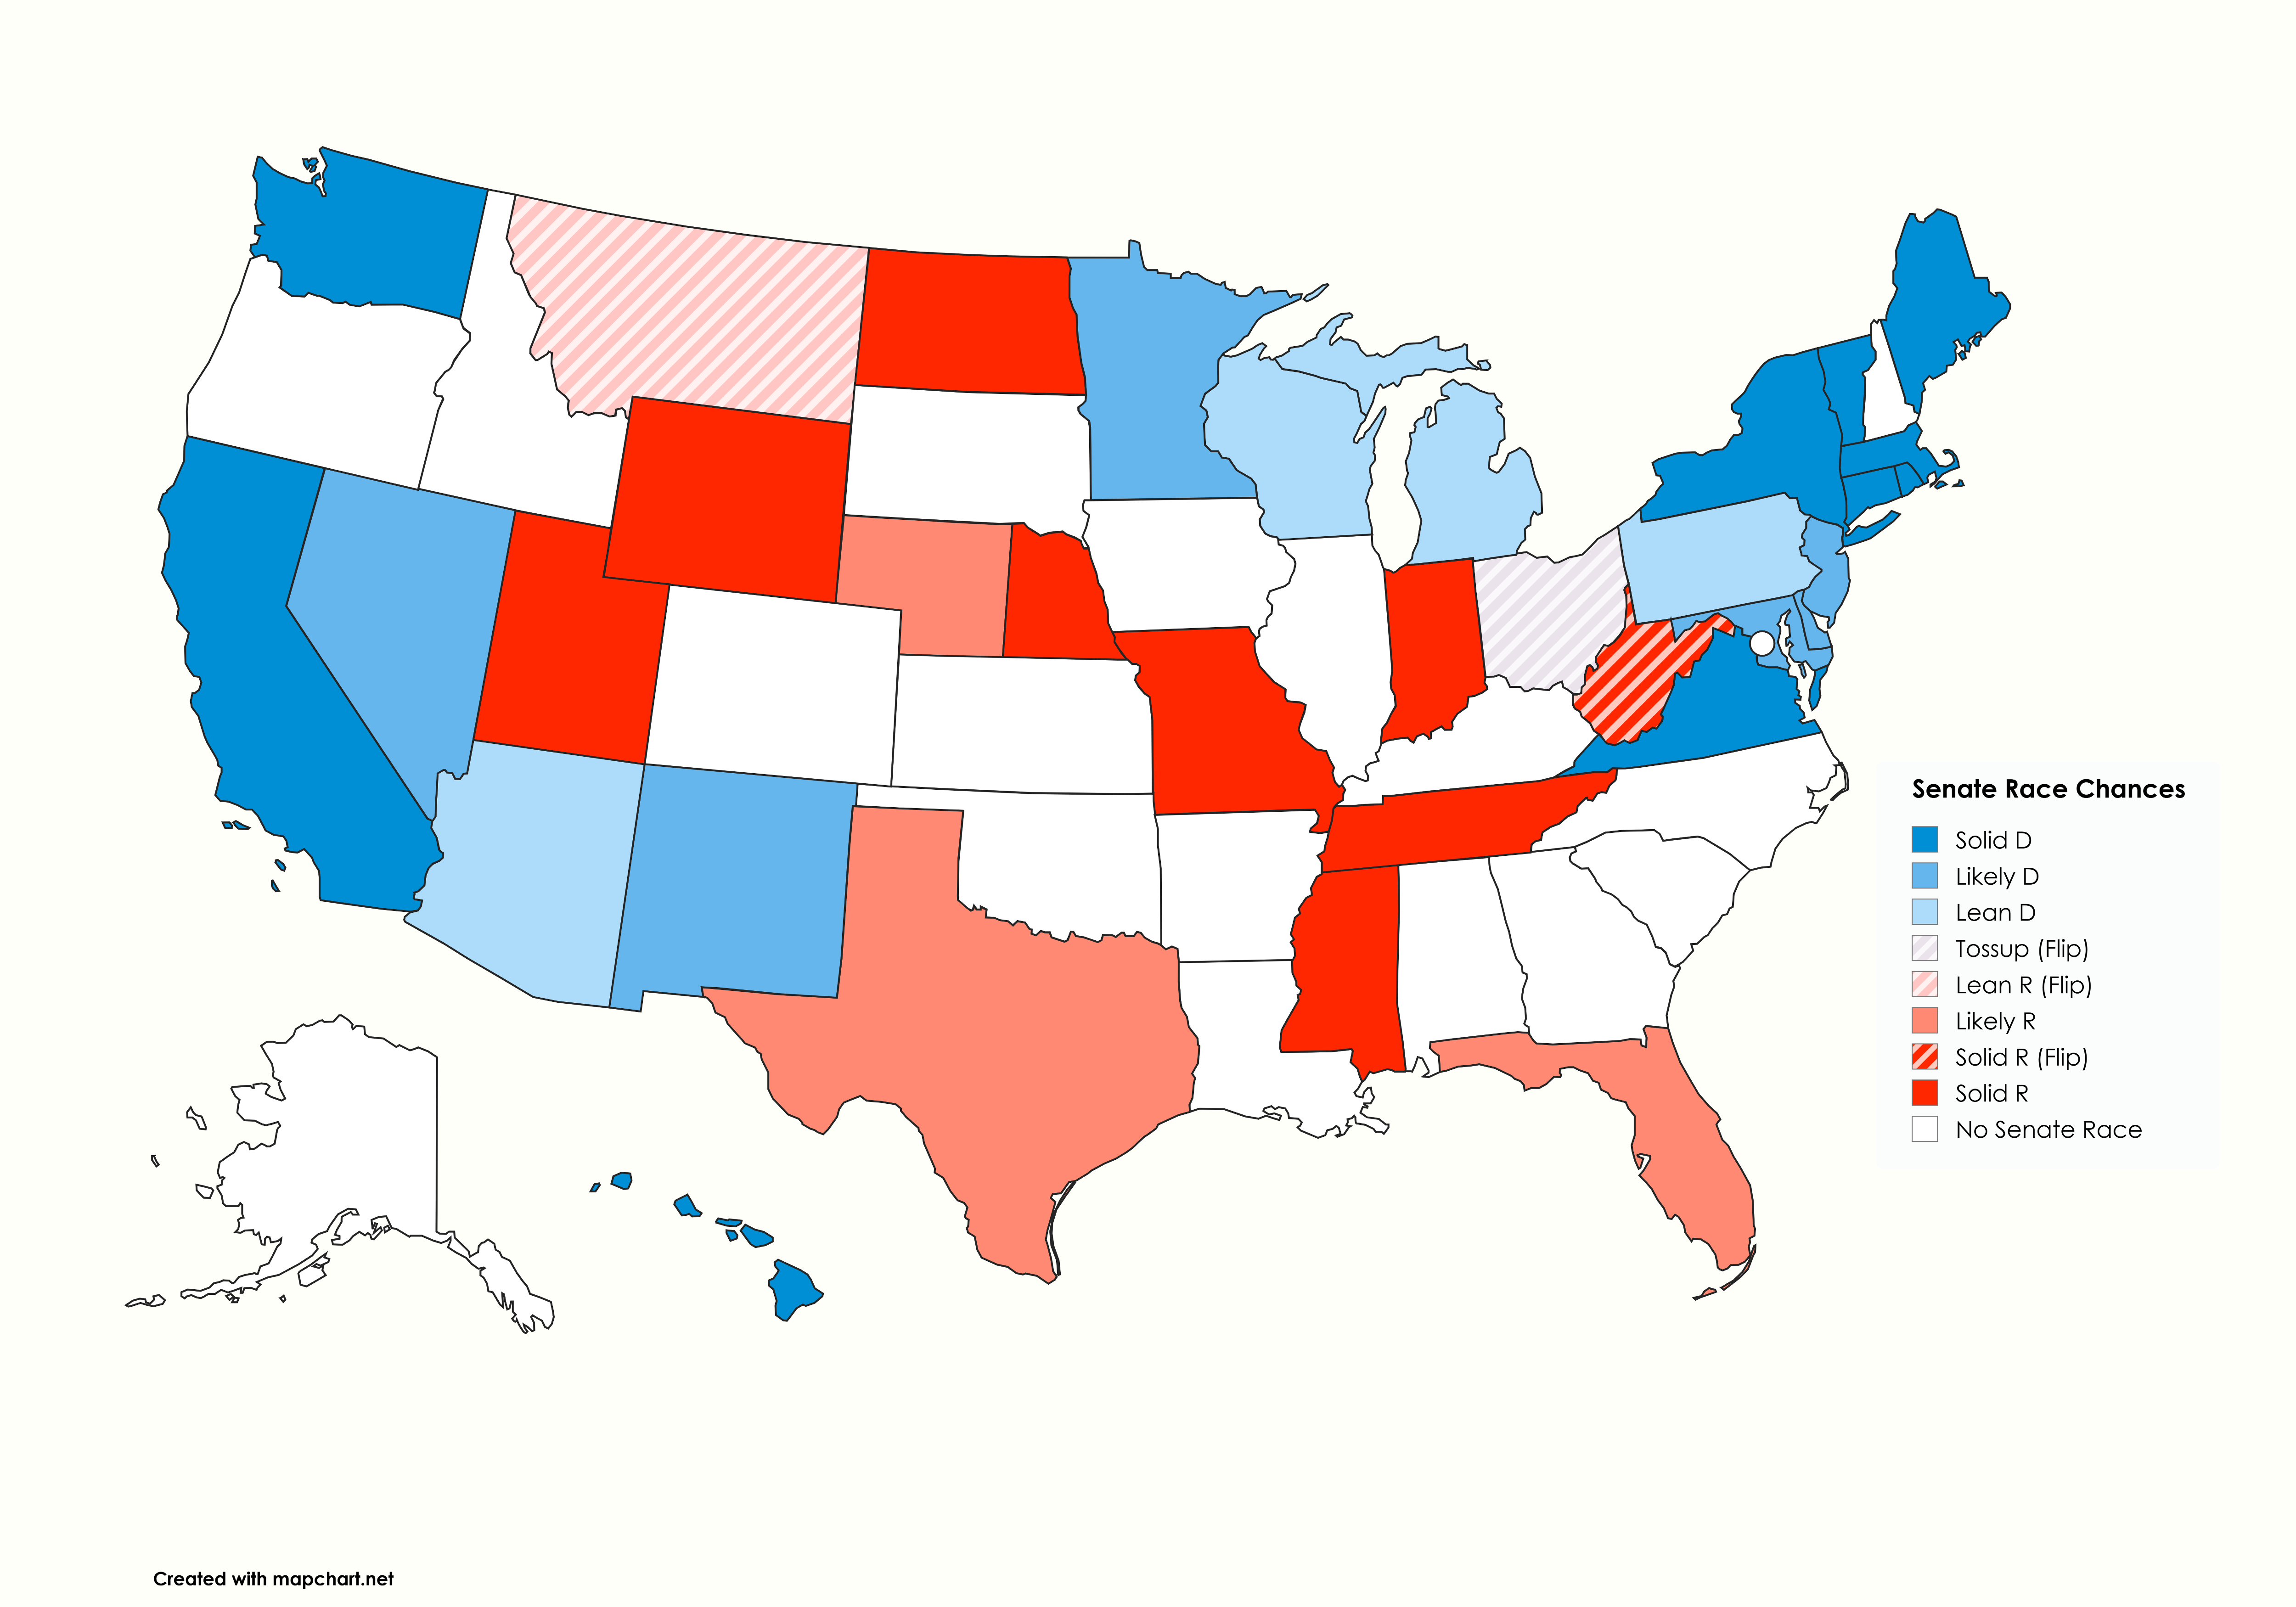 Senate Race Chances
Solid D
Likely D
Lean D
Tossup (Flip)
Lean R (Flip)
Likely R
Solid R (Flip)
Solid R
No Senate Race
Created with mapchart.net